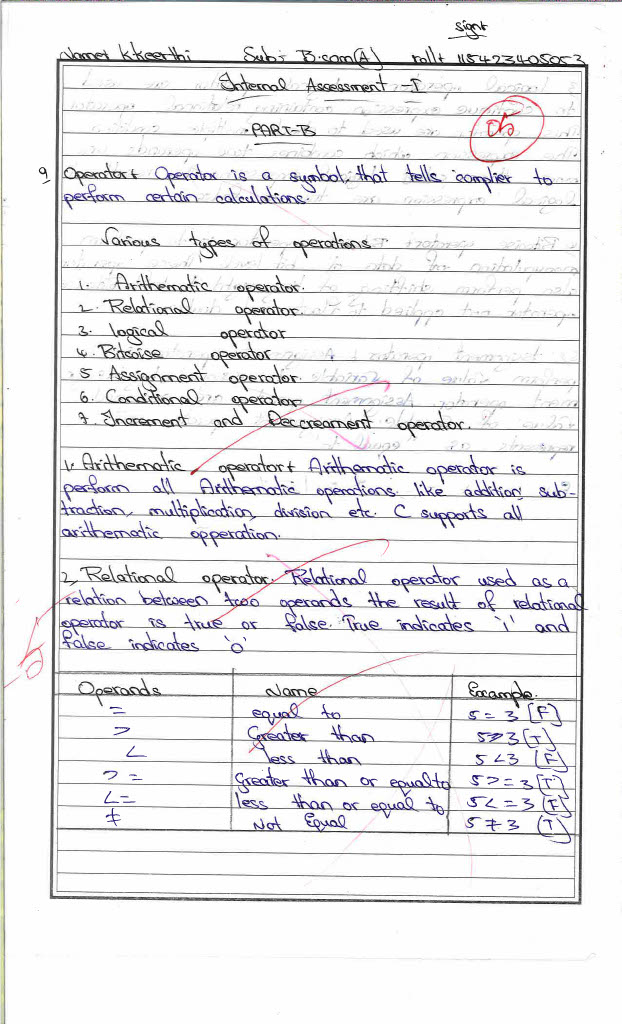 signt
Name:- K.Keerthi Sub:- B.com(A) roll:- 115423405053
Internal Assessment :- I
05
PART-B
9 Operator:- Operator is a symbol, that tells complier to
perform certain calculations.
Various types of operations:
1. Arithematic operator.
2. Relational operator.
3. logical operator
4. Bitwise operator
5. Assignment operator.
6. Conditional operator
7. Increment and Deccreament operator.
1. Arithematic operator:- Arithematic operator is
perform all Arithematic operations. like addition, sub-
traction, multiplication, division etc. C supports all
arithematic opperation.
2, Relational operator: Relational operator used as a
relation between two operands the result of relational
operator is true or false. True indicates '1' and
false indicates '0'
Operands Name Example.
= equal to 5 = 3 [F]
> Greater than 5>3 [T]
< less than 5<3 [F]
> = Greater than or equal to 5>=3 [T]
<= less than or equal to 5<=3 [F]
≠ Not Equal 5 ≠ 3 (T)